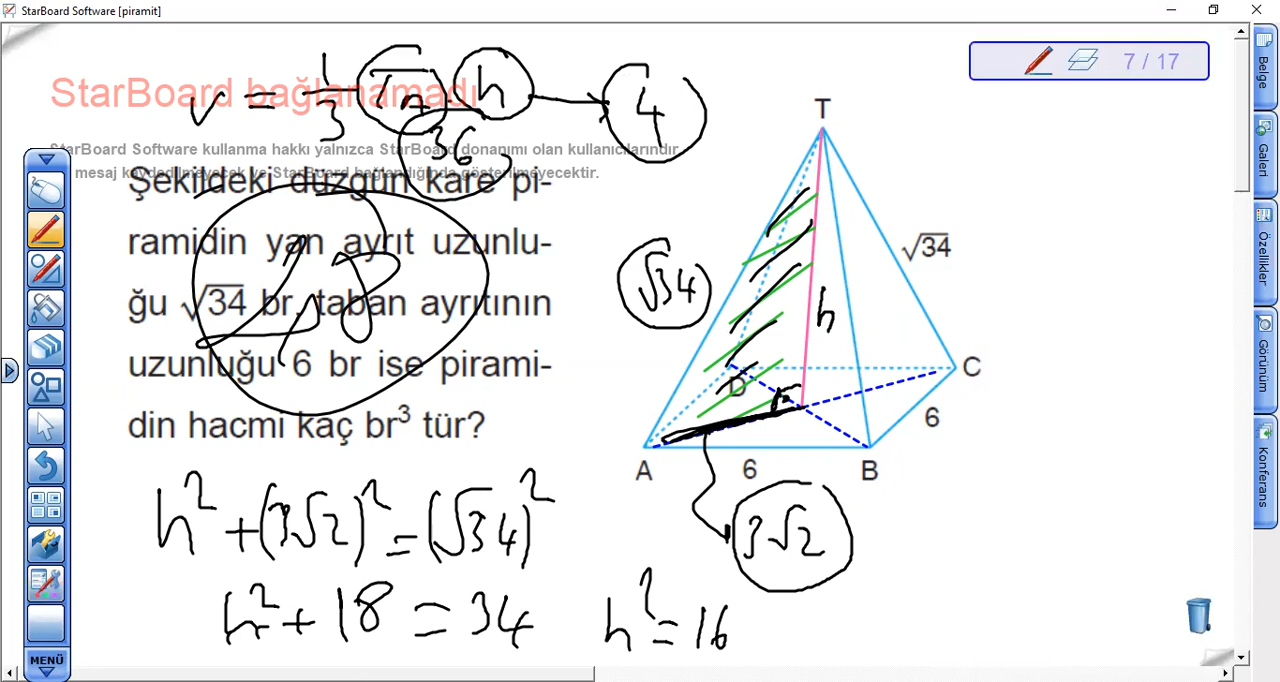 StarBoard Software [piramit]
StarBoard bağlanamadı
StarBoard Software kullanma hakkı yalnızca StarBoard donanımı olan kullanıcılarındır.
mesaj kaydedilmeyecek ve StarBoard bağlandığında gösterilmeyecektir.
7 / 17
v = 1/3 Ta h → 4
36
Şekildeki düzgün kare pi-
ramidin yan ayrıt uzunlu-
ğu √34 br, taban ayrıtının
uzunluğu 6 br ise pirami-
din hacmi kaç br³ tür?
48
h² + (3√2)² = (√34)²
h² + 18 = 34
h² = 16
T
√34
√34
h
D
C
6
A
6
B
3√2
Belge
Galeri
Özellikler
Görünüm
Konferans
MENÜ